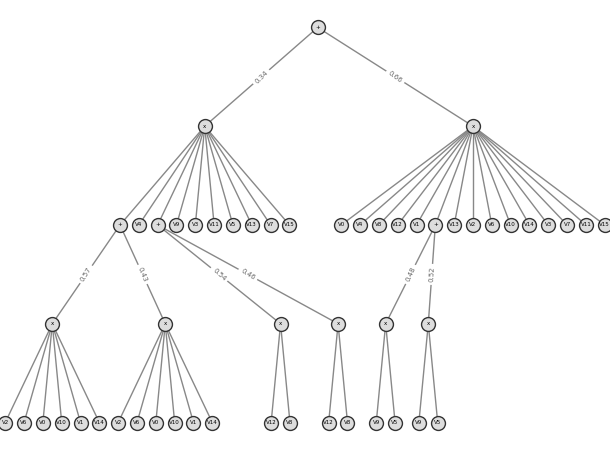 +
0.34 0.66
x x
+ V4 + V9 V3 V11 V5 V13 V7 V15 V0 V4 V8 V12 V1 + V13 V2 V6 V10 V14 V3 V7 V11 V15
0.57 0.43 0.54 0.46 0.48 0.52
x x x x x x
V2 V6 V0 V10 V1 V14 V2 V6 V0 V10 V1 V14 V12 V8 V12 V8 V9 V5 V9 V5